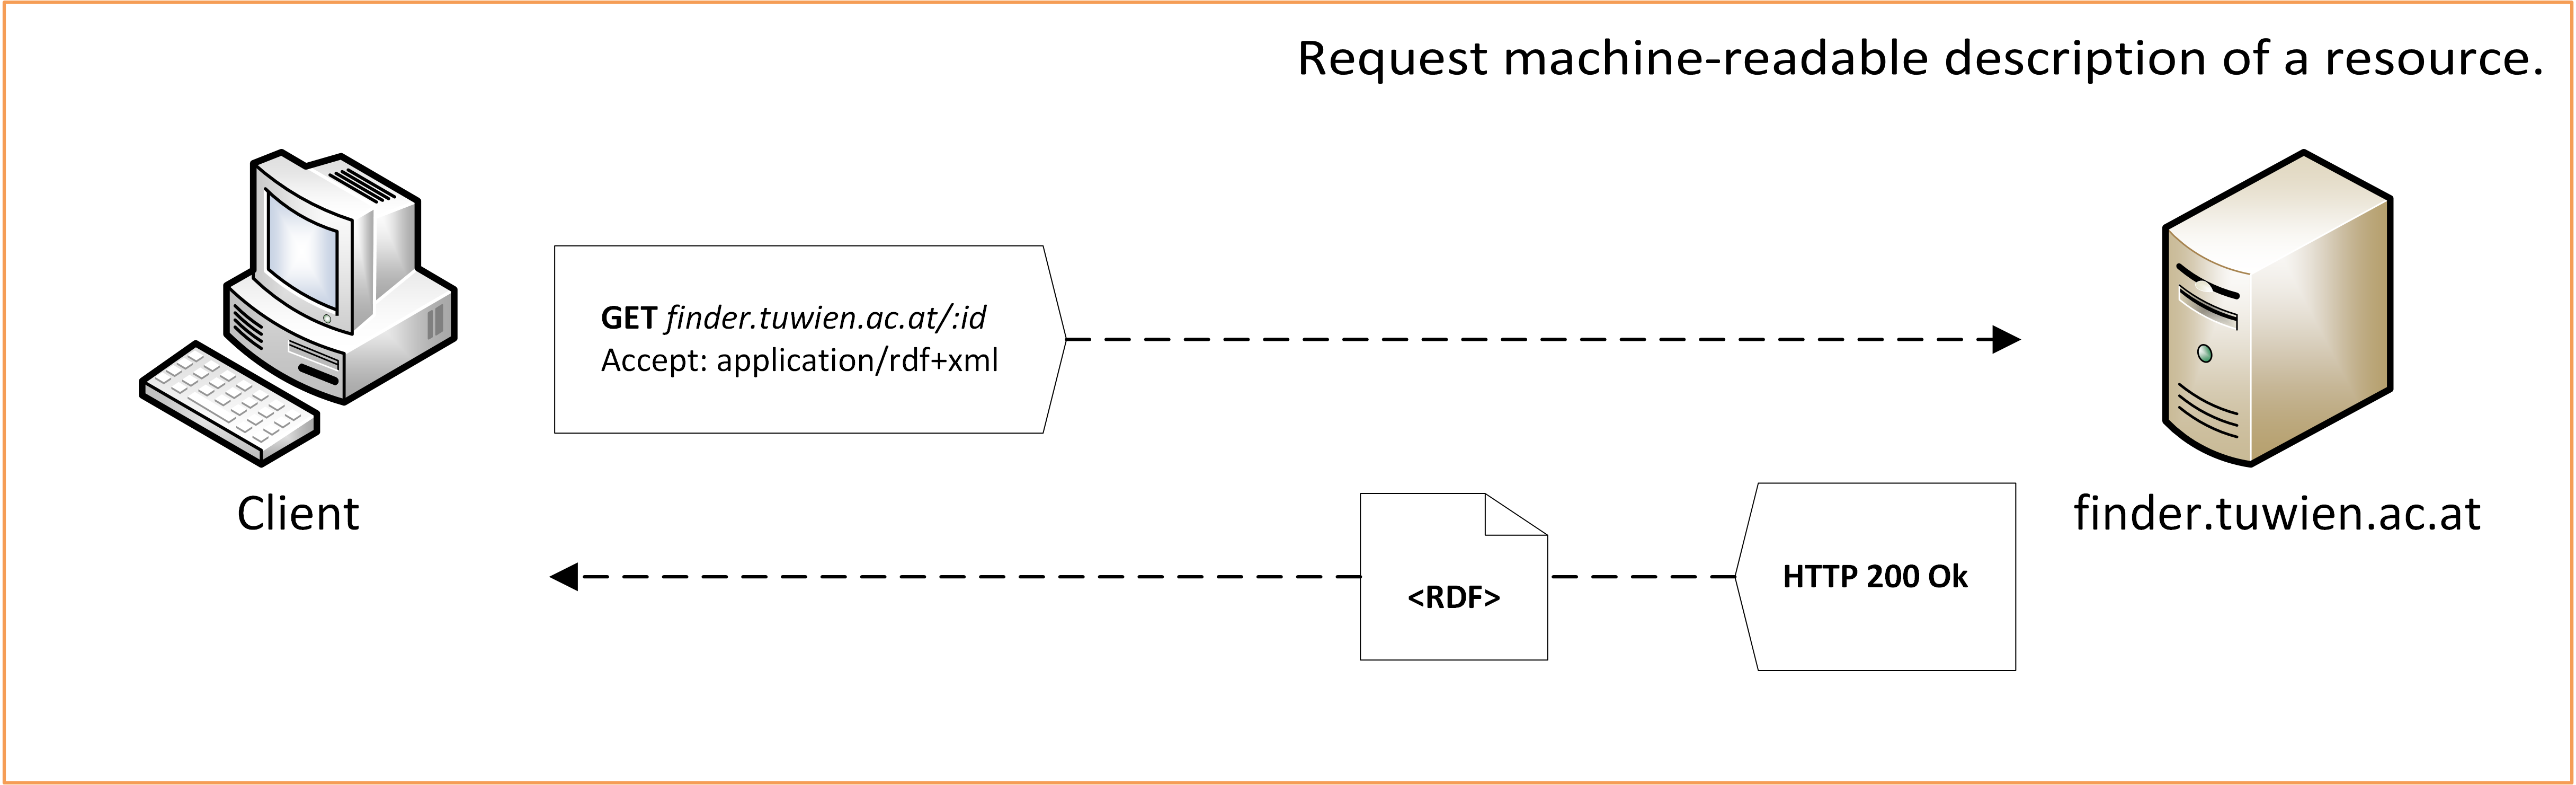 Request machine-readable description of a resource.
GET finder.tuwien.ac.at/:id
Accept: application/rdf+xml
Client
finder.tuwien.ac.at
<RDF>
HTTP 200 Ok